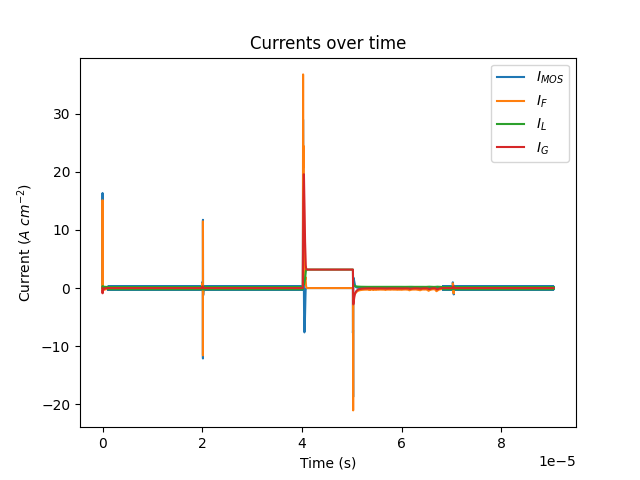 Currents over time
Current (A cm⁻²)
30
20
10
0
−10
−20
0
2
4
6
8
1e−5
Time (s)
I_MOS
I_F
I_L
I_G